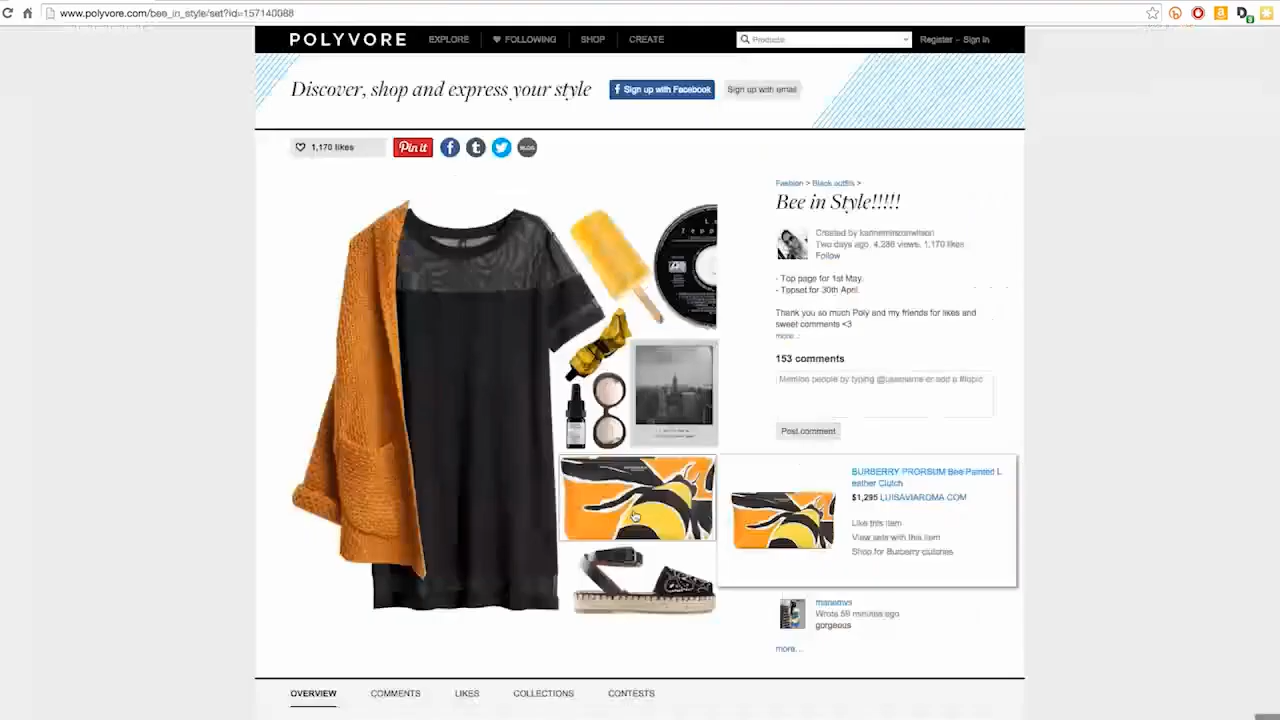 www.polyvore.com/bee_in_style/set?id=157140088
POLYVORE EXPLORE FOLLOWING SHOP CREATE Products Register - Sign In
Discover, shop and express your style f Sign up with Facebook Sign up with email
1,170 likes Pin it f t BLOG
Fashion > Black outfits >
Bee in Style!!!!!
Created by
Two days ago. 4,286 views. 1,170 likes
Follow
- Top page for 1st May.
- Topset for 30th April.
Thank you so much Poly and my friends for likes and
sweet comments <3
more...
153 comments
Mention people by typing @username or add a #topic
Post comment
BURBERRY PRORSUM Bee Painted L
eather Clutch
$1,295 LUISAVIAROMA.COM
Like this item
View sets with this item
Shop for Burberry clutches
Wrote 59 minutes ago
gorgeous
more...
OVERVIEW COMMENTS LIKES COLLECTIONS CONTESTS